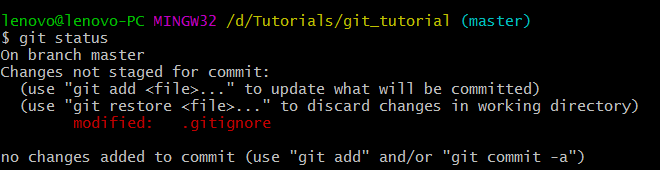 lenovo@lenovo-PC MINGW32 /d/Tutorials/git_tutorial (master)
$ git status
On branch master
Changes not staged for commit:
  (use "git add <file>..." to update what will be committed)
  (use "git restore <file>..." to discard changes in working directory)
        modified:   .gitignore

no changes added to commit (use "git add" and/or "git commit -a")